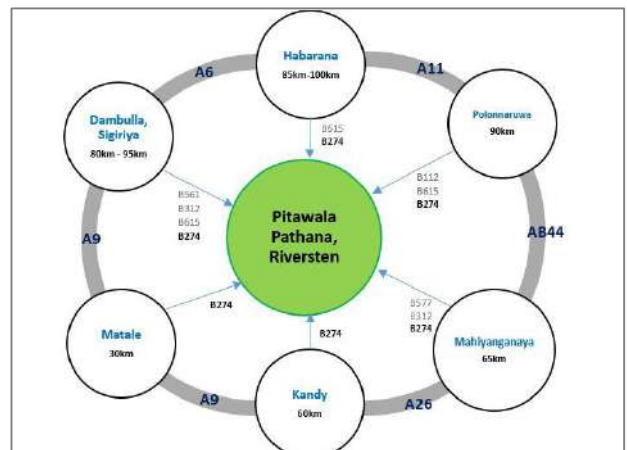 Habarana
85km-100km
A6
A11
Dambulla,
Sigiriya
80km - 95km
Polonnaruwa
90km
B615
B274
B561
B312
B615
B274
B112
B615
B274
Pitawala
Pathana,
Riversten
A9
AB44
B274
B577
B312
B274
Matale
30km
B274
Mahiyanganaya
65km
A9
Kandy
60km
A26